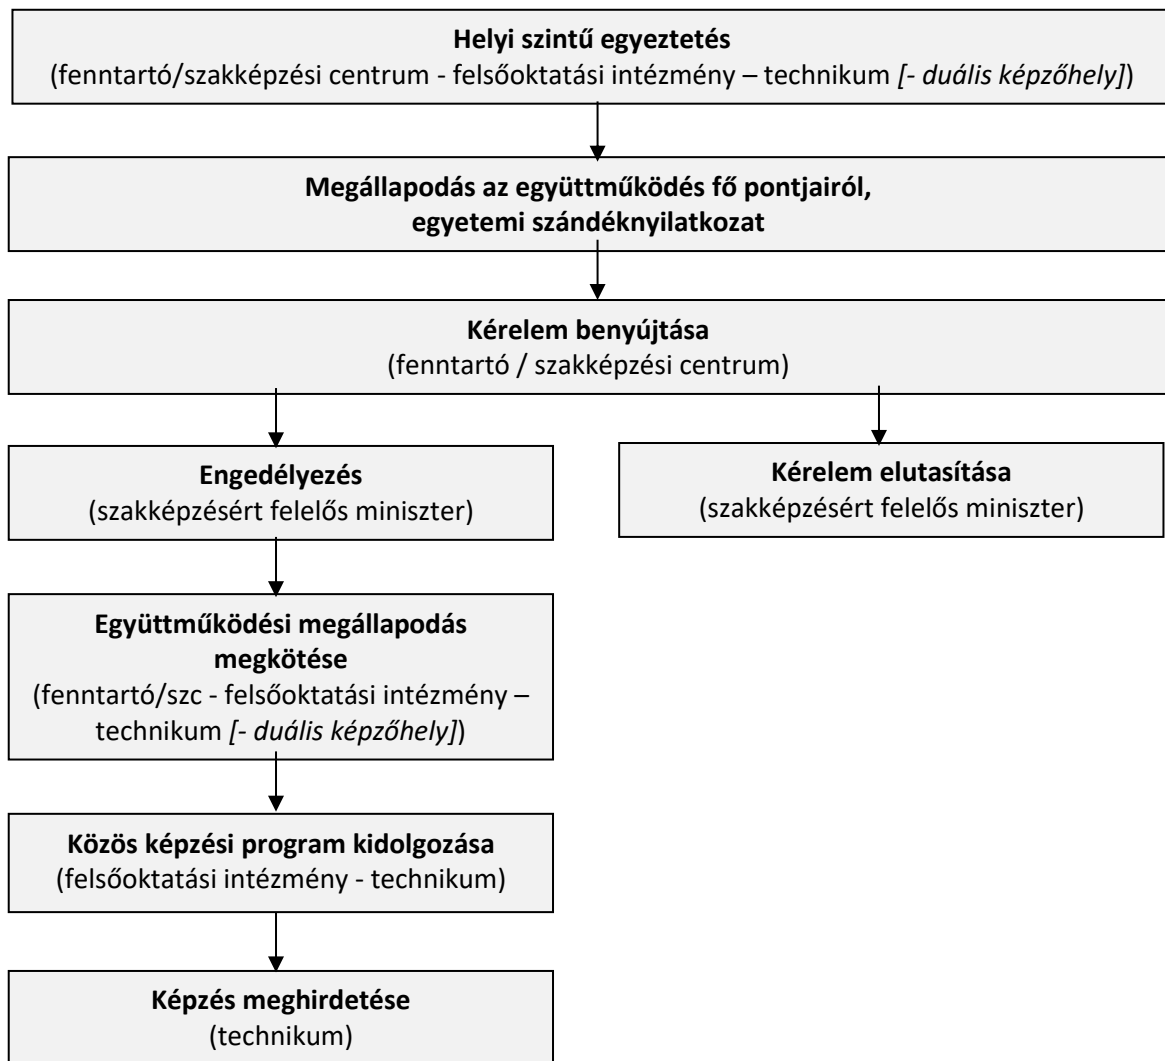 Helyi szintű egyeztetés
(fenntartó/szakképzési centrum - felsőoktatási intézmény – technikum [- duális képzőhely])
Megállapodás az együttműködés fő pontjairól,
egyetemi szándéknyilatkozat
Kérelem benyújtása
(fenntartó / szakképzési centrum)
Engedélyezés
(szakképzésért felelős miniszter)
Kérelem elutasítása
(szakképzésért felelős miniszter)
Együttműködési megállapodás
megkötése
(fenntartó/szc - felsőoktatási intézmény –
technikum [- duális képzőhely])
Közös képzési program kidolgozása
(felsőoktatási intézmény - technikum)
Képzés meghirdetése
(technikum)